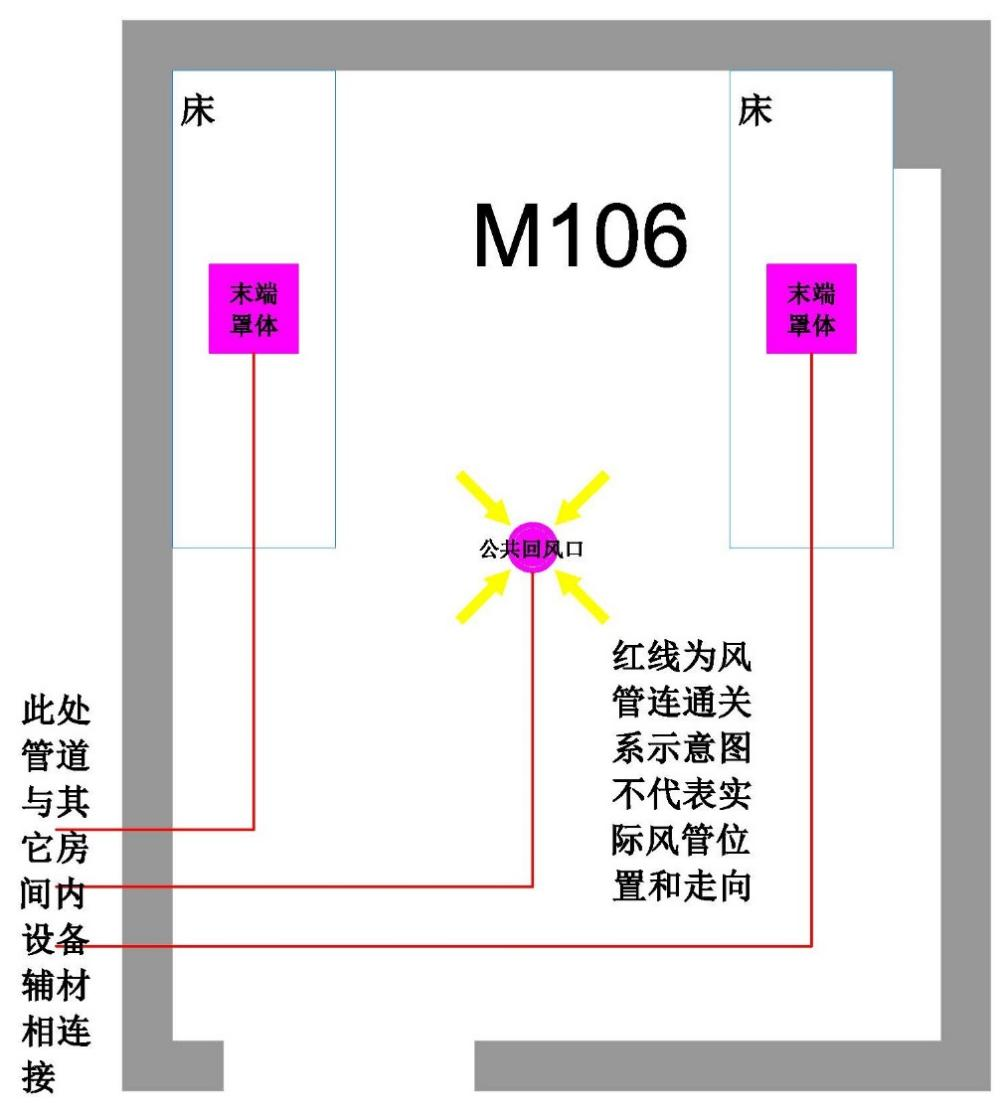 床
床
M106
末端
罩体
末端
罩体
公共回风口
红线为风
管连通关
系示意图
不代表实
际风管位
置和走向
此处
管道
与其
它房
间内
设备
辅材
相连
接